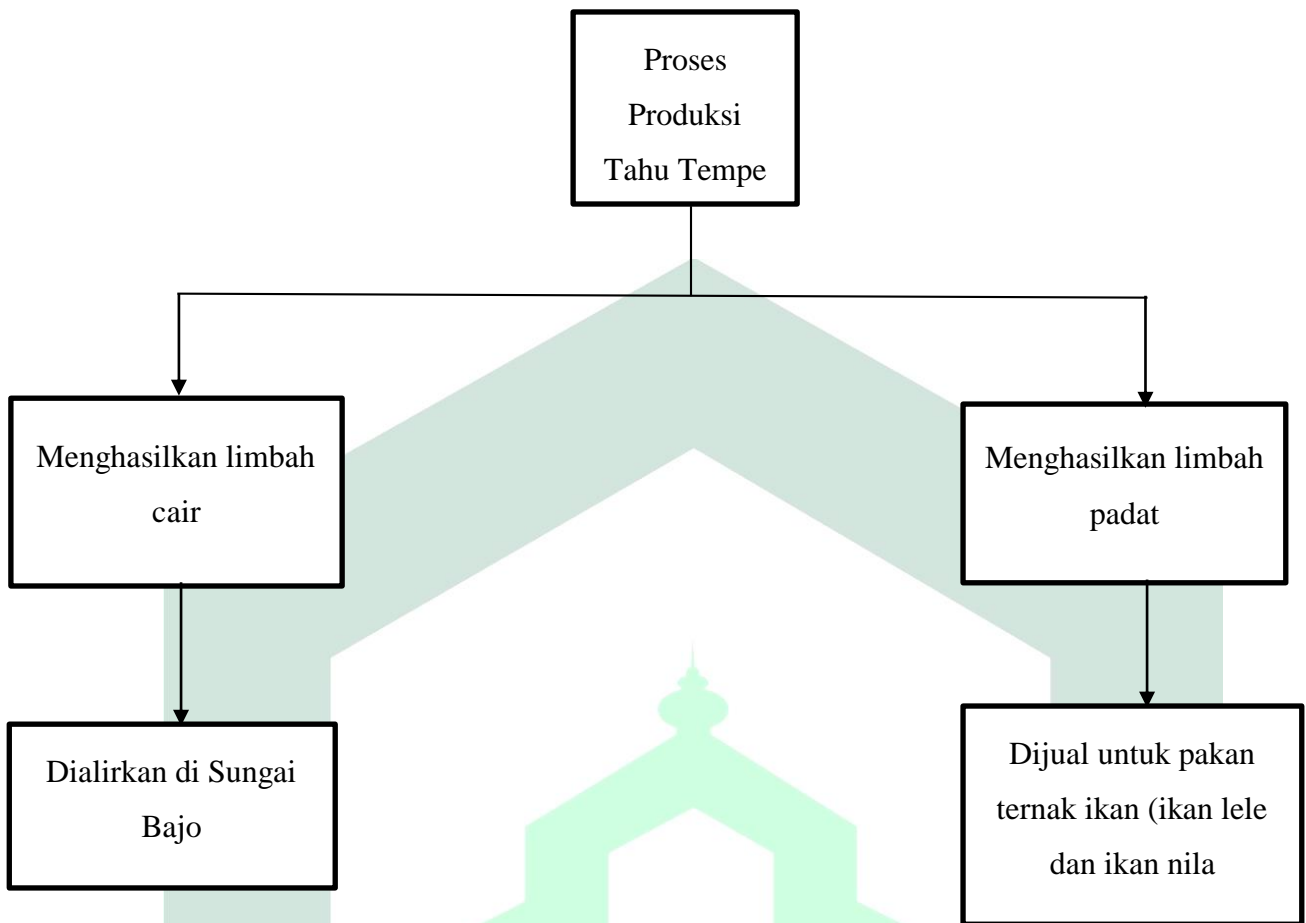 Proses
Produksi
Tahu Tempe
Menghasilkan limbah
cair
Menghasilkan limbah
padat
Dialirkan di Sungai
Bajo
Dijual untuk pakan
ternak ikan (ikan lele
dan ikan nila